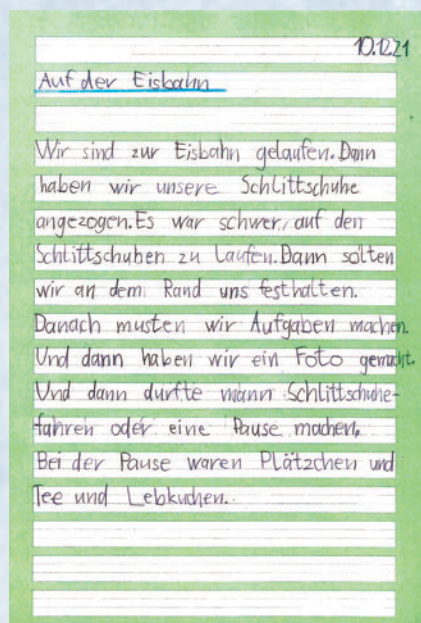 10.12.21
Auf der Eisbahn
Wir sind zur Eisbahn gelaufen. Dann
haben wir unsere Schlittschuhe
angezogen. Es war schwer, auf den
Schlittschuhen zu laufen. Dann solten
wir an dem Rand uns festhalten.
Danach musten wir Aufgaben machen.
Und dann haben wir ein Foto gemacht.
Und dann durfte mann Schlittschuhe-
fahren oder eine Pause machen.
Bei der Pause waren Plätzchen und
Tee und Lebkuchen.